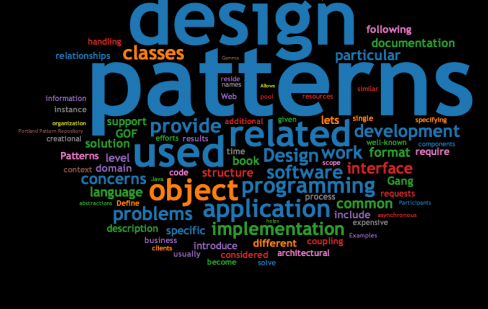 design
following
handling
documentation
relationships
classes
Gamma
particular
patterns
reside
names
Allows
similar
information
Web
pool
resources
instance
organization
support
additional
given
lets
single
specifying
Portland Pattern Repository
GOF
provide
related
development
creational
efforts
results
well-known
components
solution
used
time
Design
work
format
require
Patterns
level
book
scope
context
domain
code
structure
software
interface
concerns
Java
object
programming
Gang
language
process
requests
abstractions
Define
application
common
Participants
problems
include
asynchronous
helps
expensive
description
specific
implementation
Examples
business
introduce
different
coupling
clients
usually
considered
architectural
become
solve